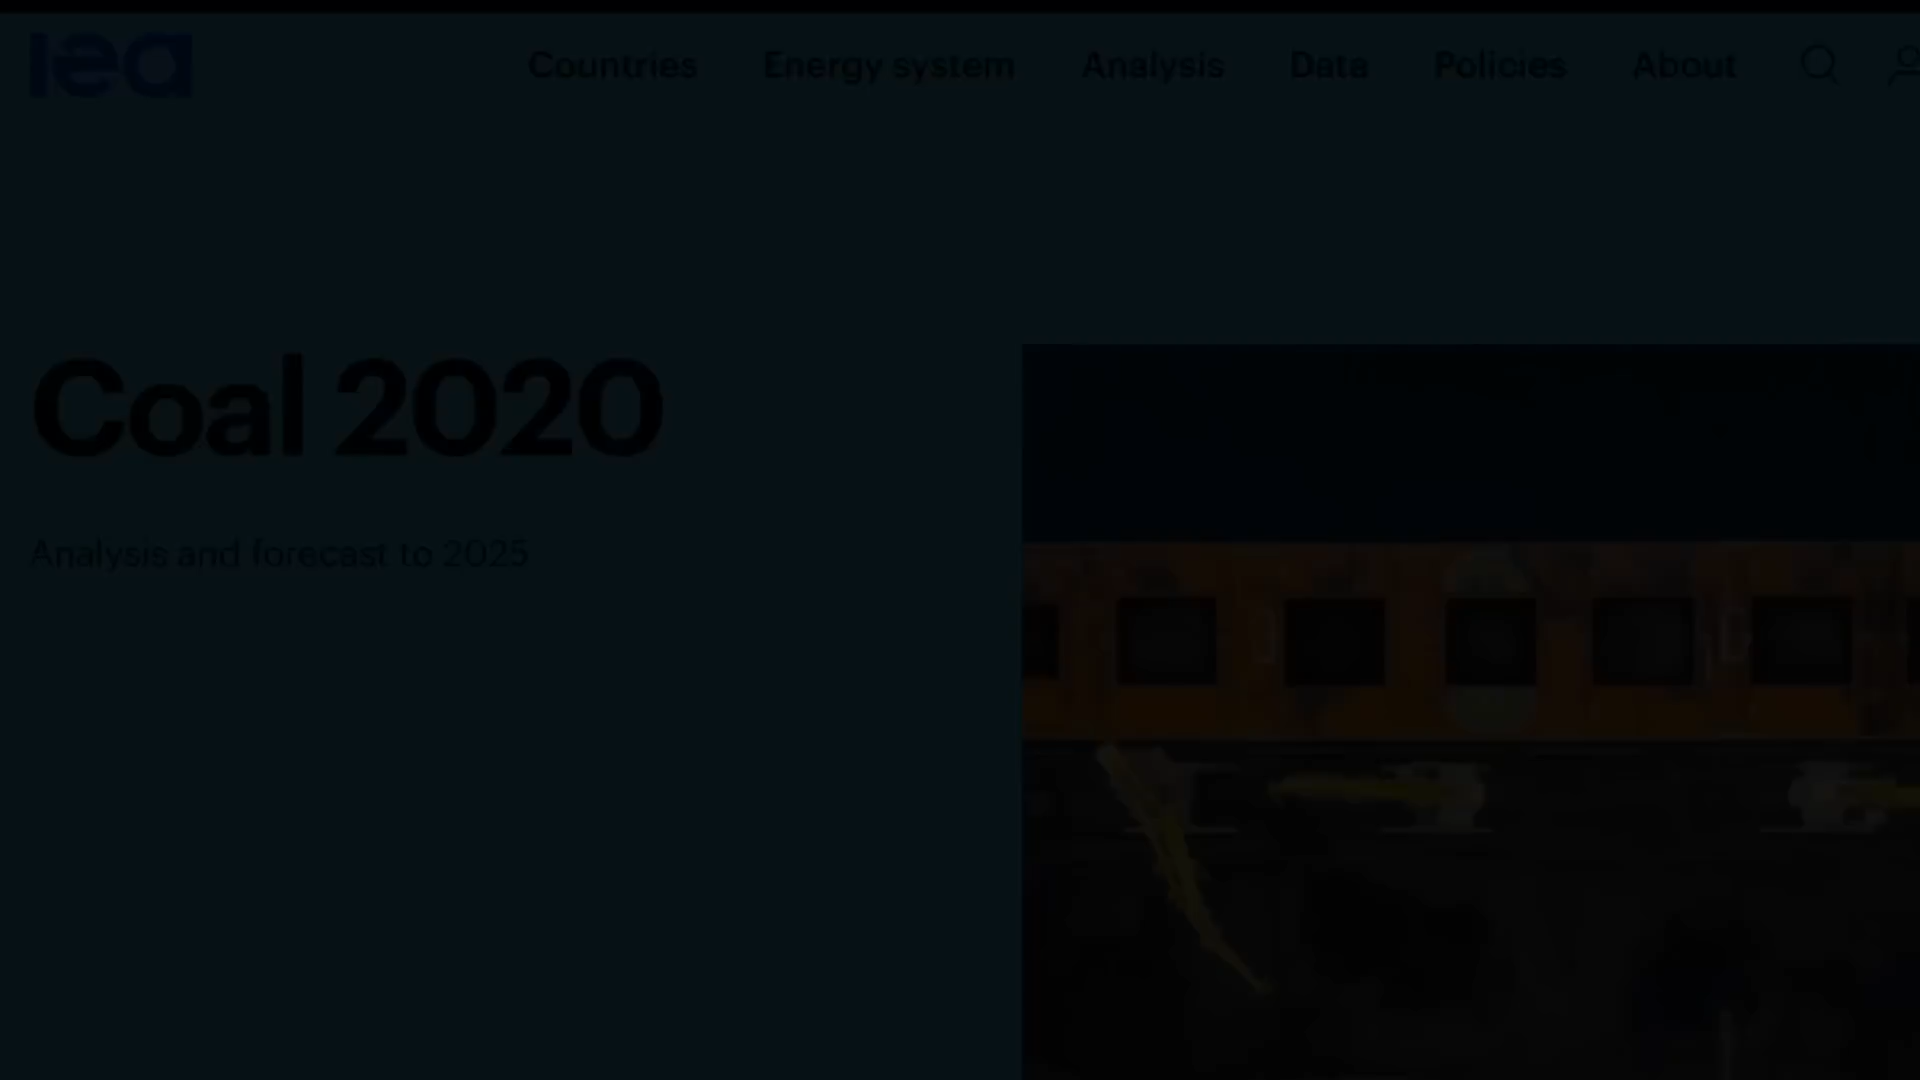 iea
Countries Energy system Analysis Data Policies About
Coal 2020
Analysis and forecast to 2025